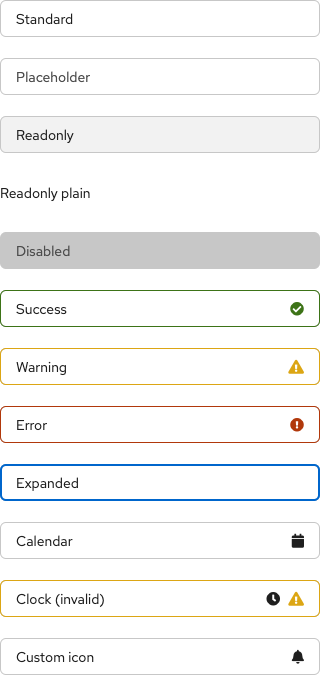 Standard
Placeholder
Readonly
Readonly plain
Disabled
Success
Warning
Error
Expanded
Calendar
Clock (invalid)
Custom icon